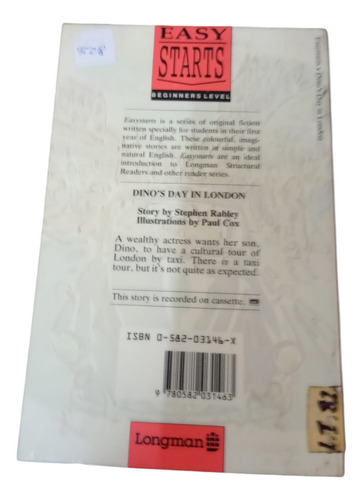 EASY
STARTS
BEGINNERS LEVEL
Easystarts is a series of original fiction
written specially for students in their first
year of English. These colourful, imagi-
native stories are written in simple and
natural English. Easystarts are an ideal
introduction to Longman Structural
Readers and other reader series.
DINO'S DAY IN LONDON
Story by Stephen Rabley
Illustrations by Paul Cox
A wealthy actress wants her son,
Dino, to have a cultural tour of
London by taxi. There is a taxi
tour, but it's not quite as expected.
This story is recorded on cassette.
ISBN 0-582-03146-X
9 780582 031463
Longman